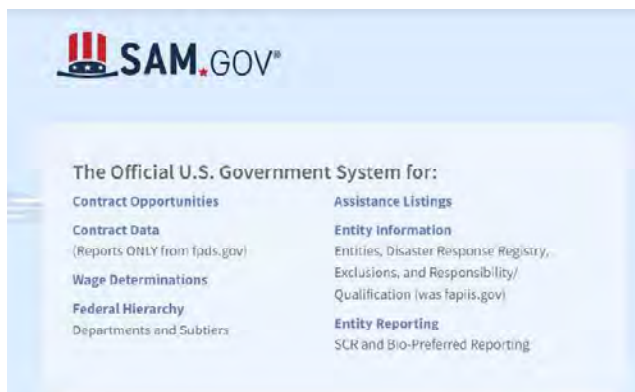 SAM.GOV®
The Official U.S. Government System for:
Contract Opportunities
Contract Data
(Reports ONLY from fpds.gov)
Wage Determinations
Federal Hierarchy
Departments and Subtiers
Assistance Listings
Entity Information
Entities, Disaster Response Registry,
Exclusions, and Responsibility/
Qualification (was fapiis.gov)
Entity Reporting
SCR and Bio-Preferred Reporting